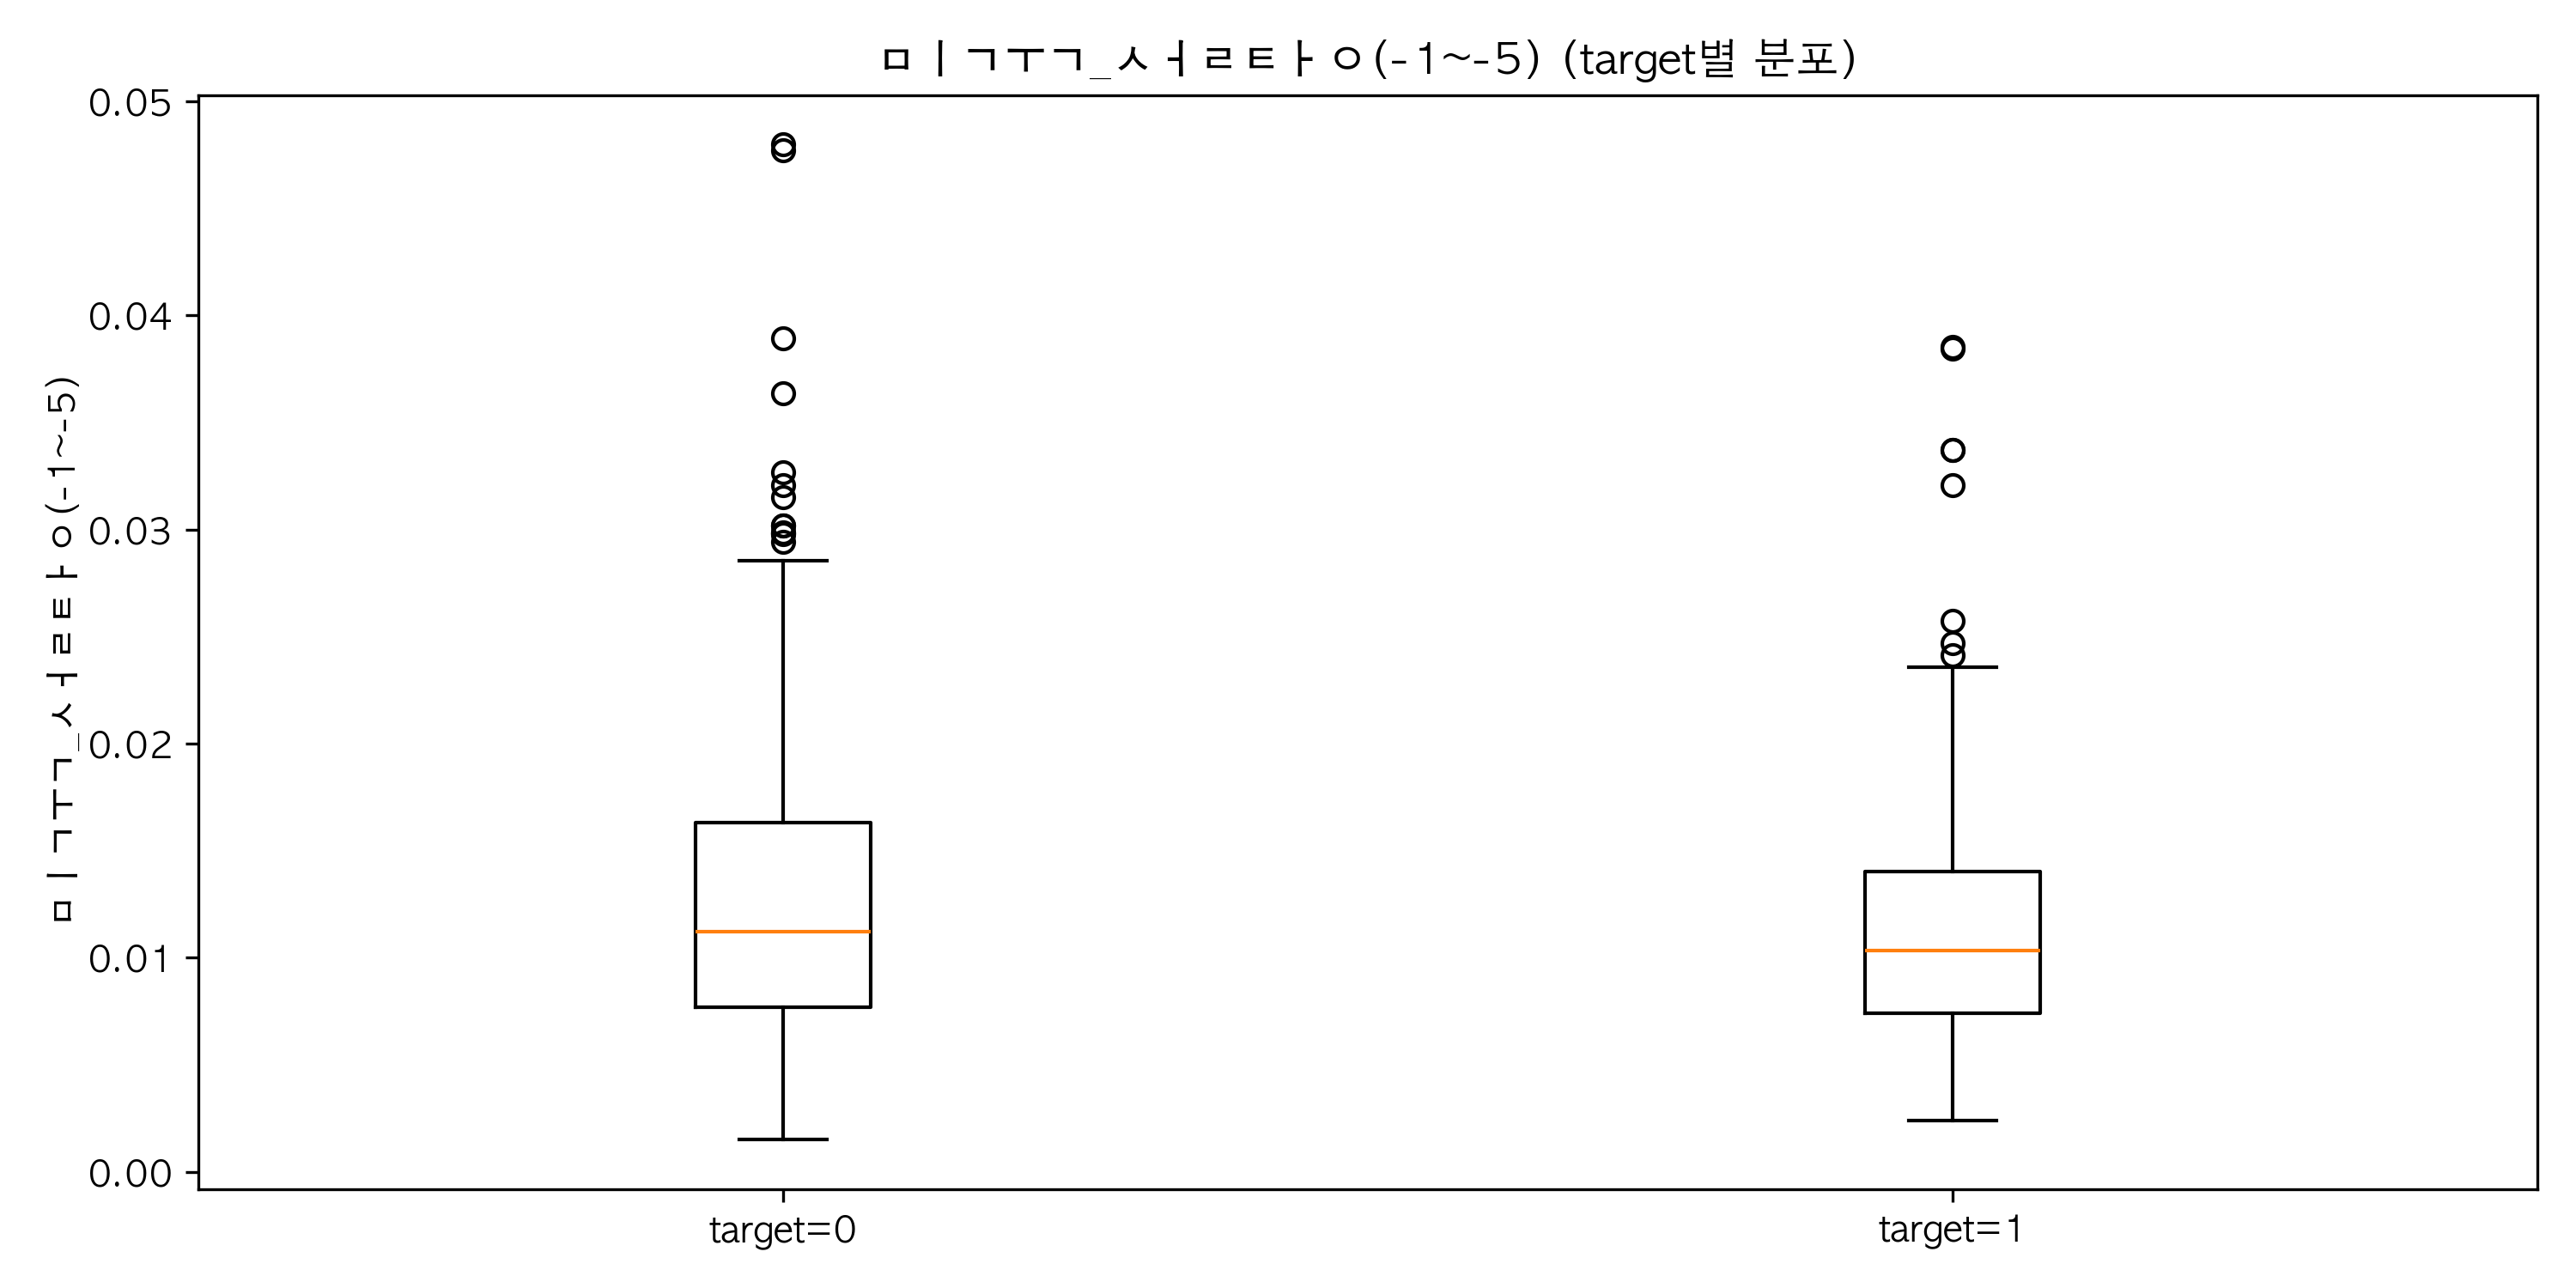 ㅁㅣㄱㅜㄱ_ㅅㅓㄹㅌㅏㅇ(-1~-5) (target별 분포)
ㅁㅣㄱㅜㄱ_ㅅㅓㄹㅌㅏㅇ(-1~-5)
0.05
0.04
0.03
0.02
0.01
0.00
target=0
target=1